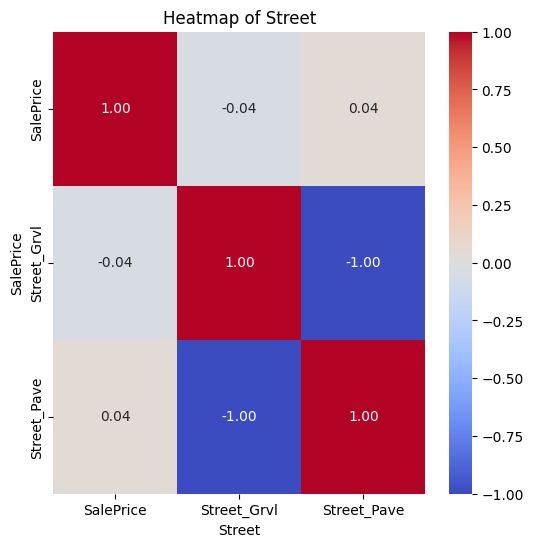 Heatmap of Street
SalePrice
SalePrice
Street_Grvl
Street_Pave
1.00
-0.04
0.04
-0.04
1.00
-1.00
0.04
-1.00
1.00
SalePrice
Street_Grvl
Street_Pave
Street
1.00
0.75
0.50
0.25
0.00
−0.25
−0.50
−0.75
−1.00